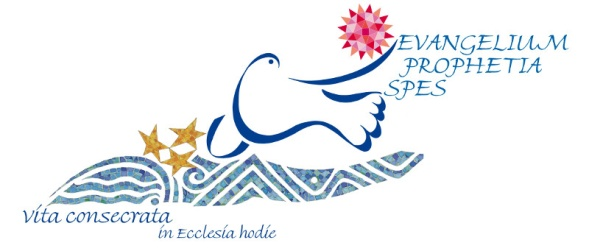 EVANGELIUM
PROPHETIA
SPES
vita consecrata
in Ecclesia hodie